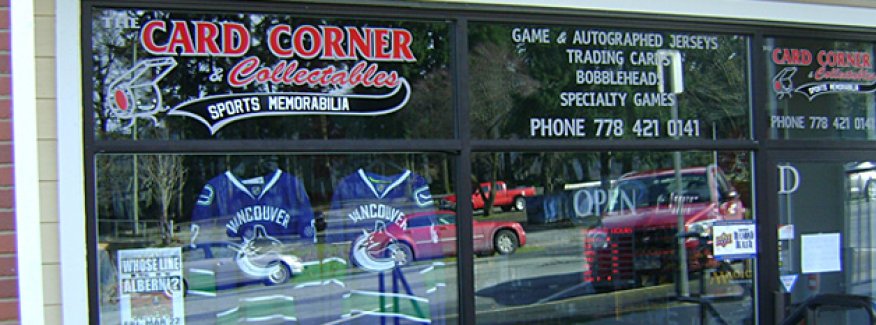 THE
CARD CORNER
& Collectables
SPORTS MEMORABILIA
GAME & AUTOGRAPHED JERSEYS
TRADING CARDS
BOBBLEHEADS
SPECIALTY GAMES
PHONE 778 421 0141
CARD CORNER
& Collectables
SPORTS MEMORABILIA
PHONE 778 421 0141
VANCOUVER
VANCOUVER
OPEN
WHOSE LINE
ALBERNI?
D